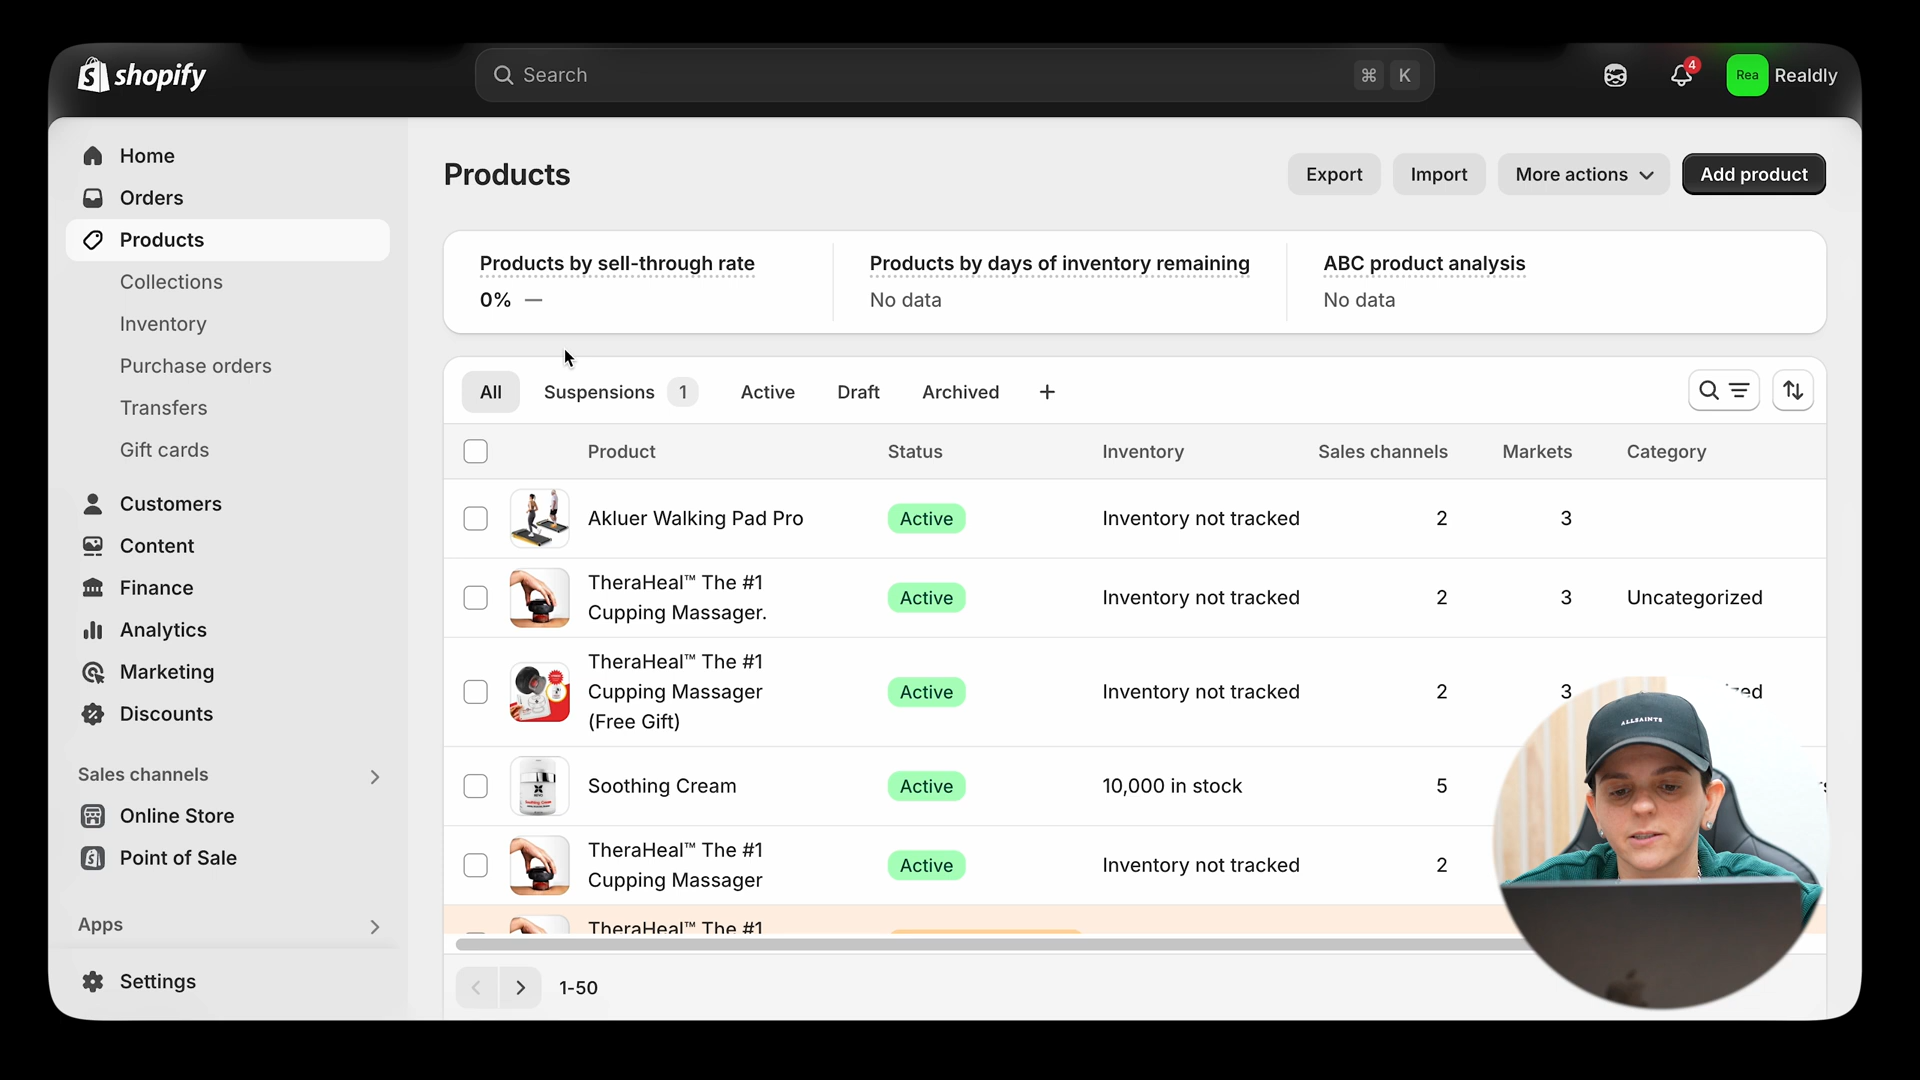 shopify
Search
⌘ K
4
Rea
Realdly
Home
Orders
Products
Collections
Inventory
Purchase orders
Transfers
Gift cards
Customers
Content
Finance
Analytics
Marketing
Discounts
Sales channels
Online Store
Point of Sale
Apps
Settings
Products
Export
Import
More actions
Add product
Products by sell-through rate
0% —
Products by days of inventory remaining
No data
ABC product analysis
No data
All
Suspensions 1
Active
Draft
Archived
+
Product Status Inventory Sales channels Markets Category
Akluer Walking Pad Pro Active Inventory not tracked 2 3
TheraHeal™ The #1
Cupping Massager. Active Inventory not tracked 2 3 Uncategorized
TheraHeal™ The #1
Cupping Massager Active Inventory not tracked 2 3
(Free Gift)
Soothing Cream Active 10,000 in stock 5
TheraHeal™ The #1
Cupping Massager Active Inventory not tracked 2
TheraHeal™ The #1
1-50
ALLSAINTS